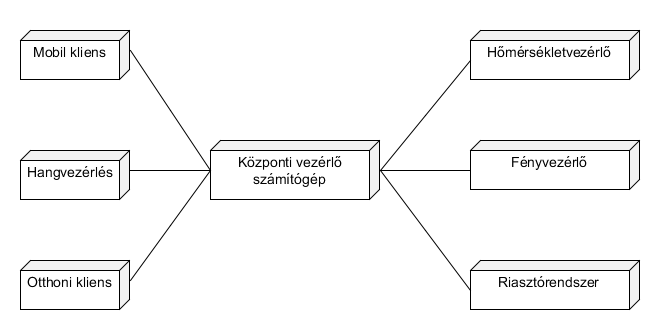 Mobil kliens
Hőmérsékletvezérlő
Hangvezérlés
Központi vezérlő
számítógép
Fényvezérlő
Otthoni kliens
Riasztórendszer